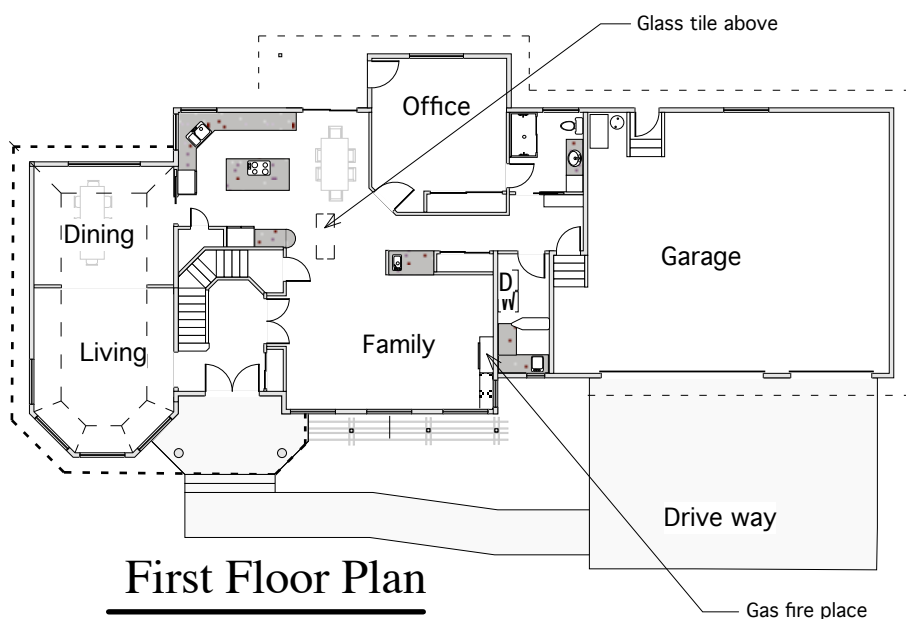 Glass tile above
Office
Dining
Garage
D
W
Living
Family
Drive way
First Floor Plan
Gas fire place